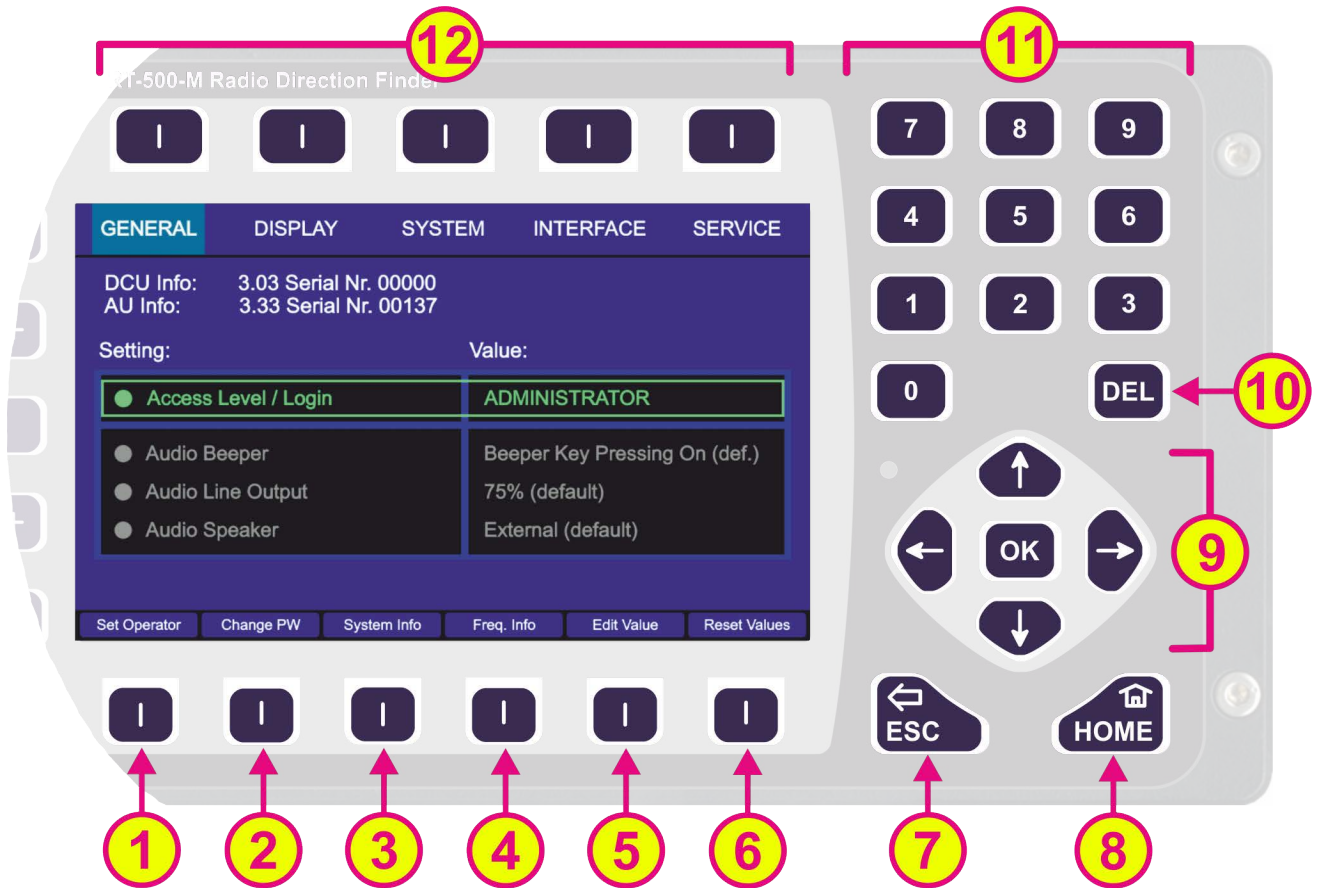 12
11
RT-500-M Radio Direction Finder
7 8 9
4 5 6
GENERAL DISPLAY SYSTEM INTERFACE SERVICE
DCU Info: 3.03 Serial Nr. 00000
AU Info: 3.33 Serial Nr. 00137
1 2 3
Setting: Value:
Access Level / Login ADMINISTRATOR
0 DEL
10
Audio Beeper Beeper Key Pressing On (def.)
Audio Line Output 75% (default)
Audio Speaker External (default)
OK
9
Set Operator Change PW System Info Freq. Info Edit Value Reset Values
ESC HOME
1 2 3 4 5 6 7 8